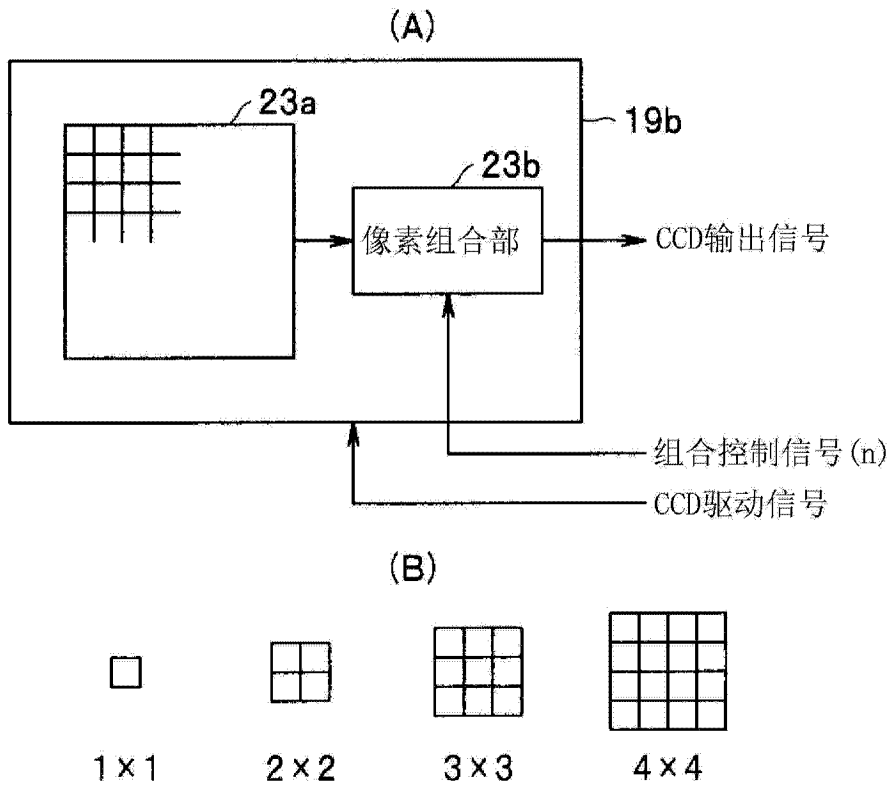 (A)
23a
19b
23b
像素组合部
CCD输出信号
组合控制信号(n)
CCD驱动信号
(B)
1×1
2×2
3×3
4×4